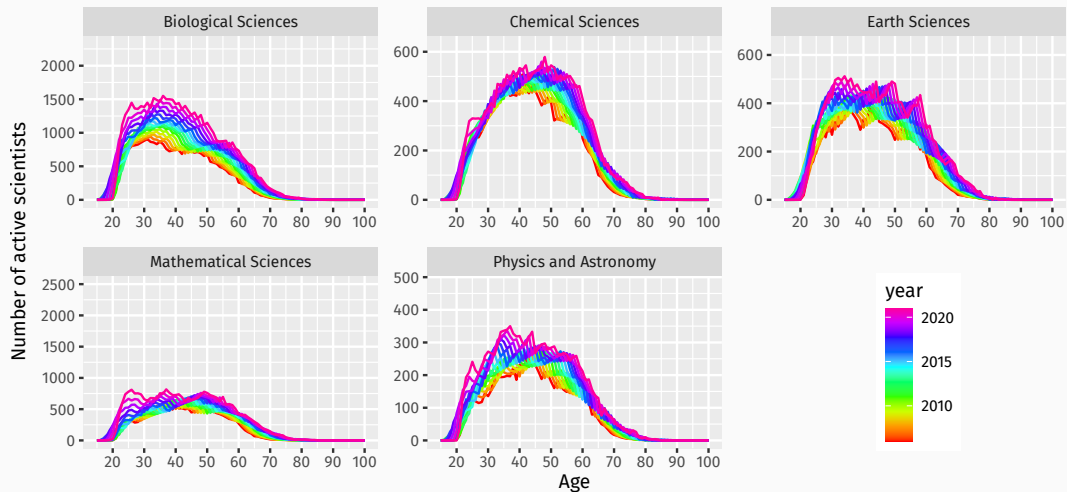 Biological Sciences
Chemical Sciences
Earth Sciences
2000
1500
1000
500
0
20 30 40 50 60 70 80 90 100
600
400
200
0
20 30 40 50 60 70 80 90 100
600
400
200
0
20 30 40 50 60 70 80 90 100
Number of active scientists
Mathematical Sciences
Physics and Astronomy
2500
2000
1500
1000
500
0
20 30 40 50 60 70 80 90 100
500
400
300
200
100
0
20 30 40 50 60 70 80 90 100
Age
year
2020
2015
2010